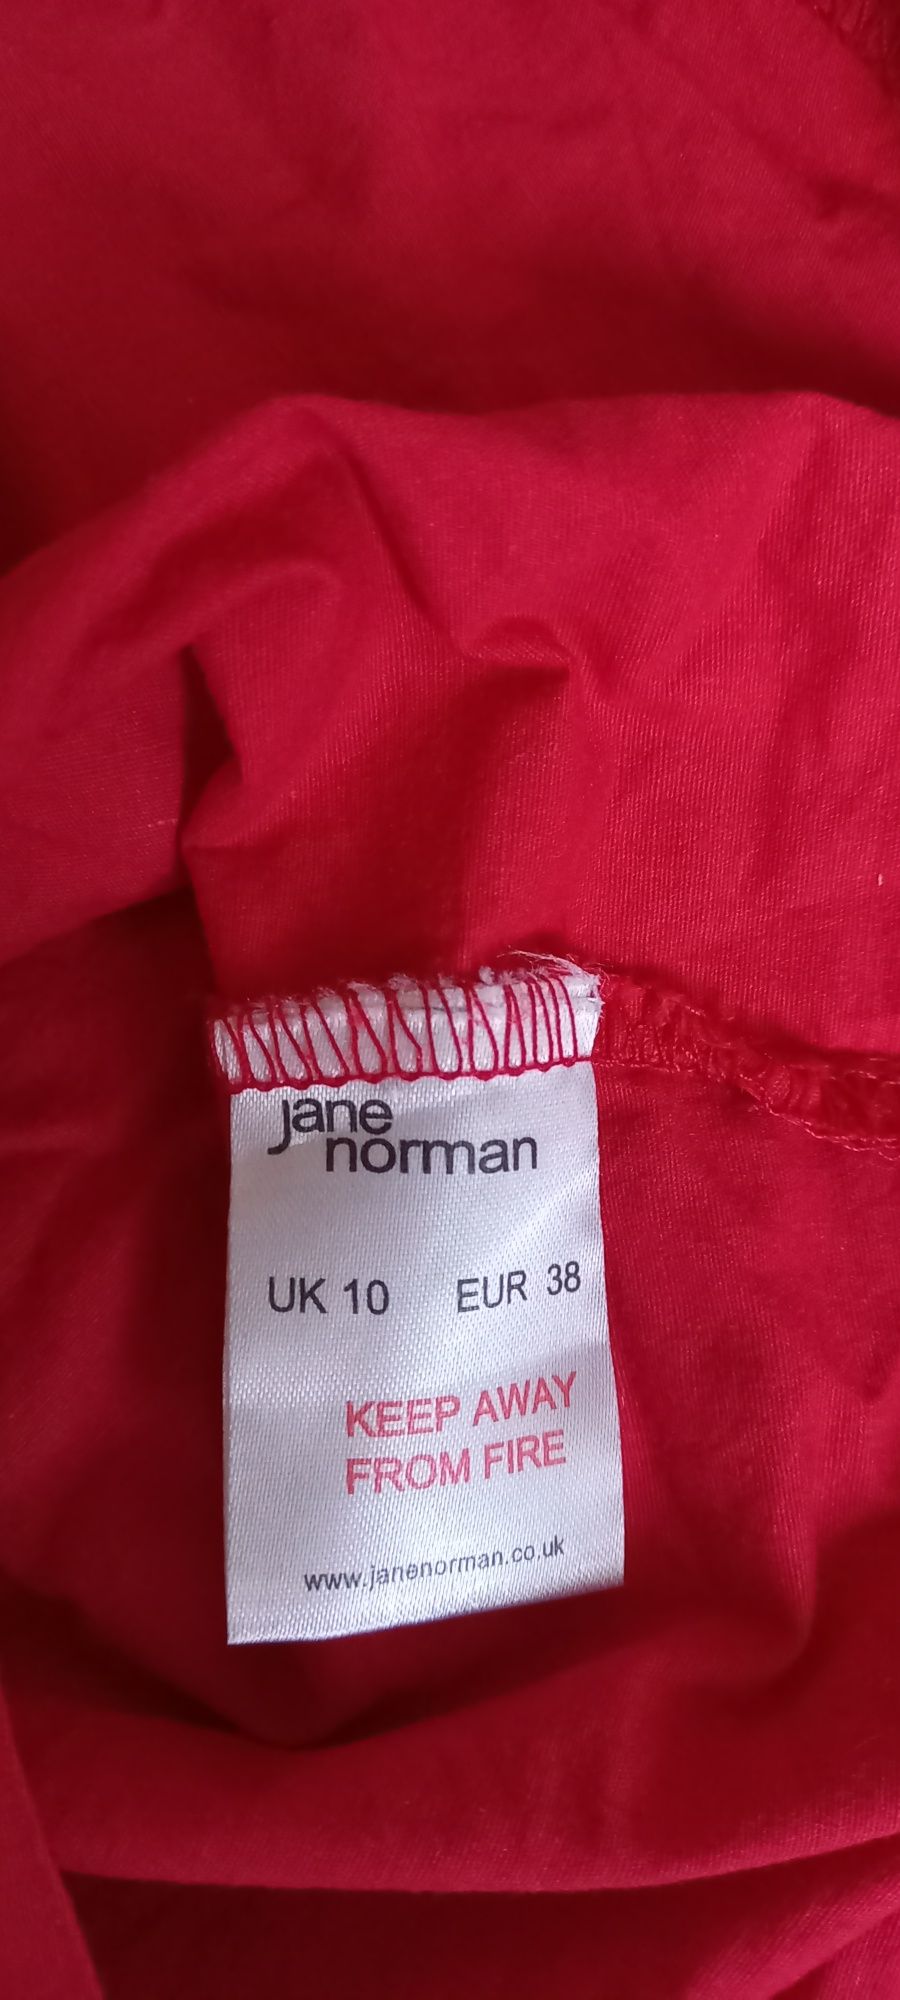 jane
norman
UK 10 EUR 38
KEEP AWAY
FROM FIRE
www.janenorman.co.uk